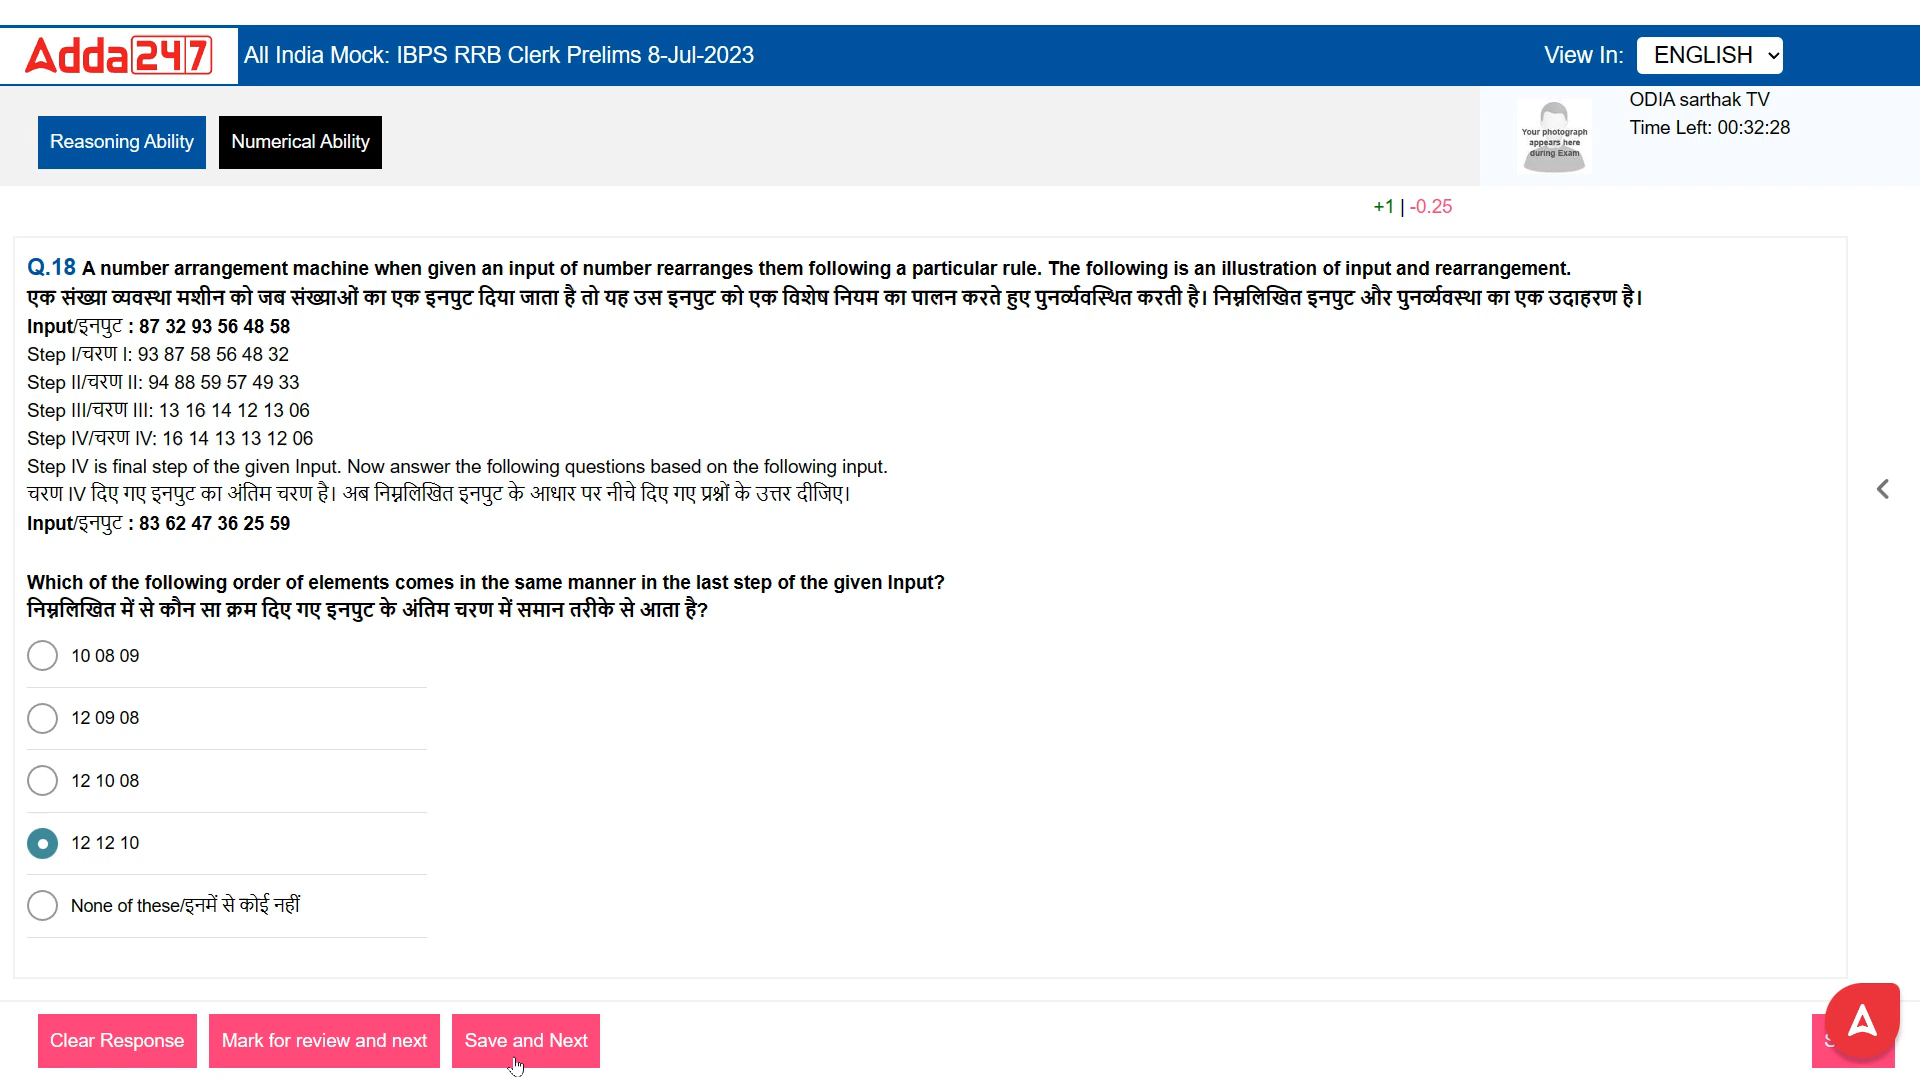 Adda247 All India Mock: IBPS RRB Clerk Prelims 8-Jul-2023 View In: ENGLISH
ODIA sarthak TV
Time Left: 00:32:28
Your photograph
appears here
during Exam
Reasoning Ability Numerical Ability
+1 | -0.25
Q.18 A number arrangement machine when given an input of number rearranges them following a particular rule. The following is an illustration of input and rearrangement.
एक संख्या व्यवस्था मशीन को जब संख्याओं का एक इनपुट दिया जाता है तो यह उस इनपुट को एक विशेष नियम का पालन करते हुए पुनर्व्यवस्थित करती है। निम्नलिखित इनपुट और पुनर्व्यवस्था का एक उदाहरण है।
Input/इनपुट : 87 32 93 56 48 58
Step I/चरण I: 93 87 58 56 48 32
Step II/चरण II: 94 88 59 57 49 33
Step III/चरण III: 13 16 14 12 13 06
Step IV/चरण IV: 16 14 13 13 12 06
Step IV is final step of the given Input. Now answer the following questions based on the following input.
चरण IV दिए गए इनपुट का अंतिम चरण है। अब निम्नलिखित इनपुट के आधार पर नीचे दिए गए प्रश्नों के उत्तर दीजिए।
Input/इनपुट : 83 62 47 36 25 59
Which of the following order of elements comes in the same manner in the last step of the given Input?
निम्नलिखित में से कौन सा क्रम दिए गए इनपुट के अंतिम चरण में समान तरीके से आता है?
10 08 09
12 09 08
12 10 08
12 12 10
None of these/इनमें से कोई नहीं
Clear Response Mark for review and next Save and Next